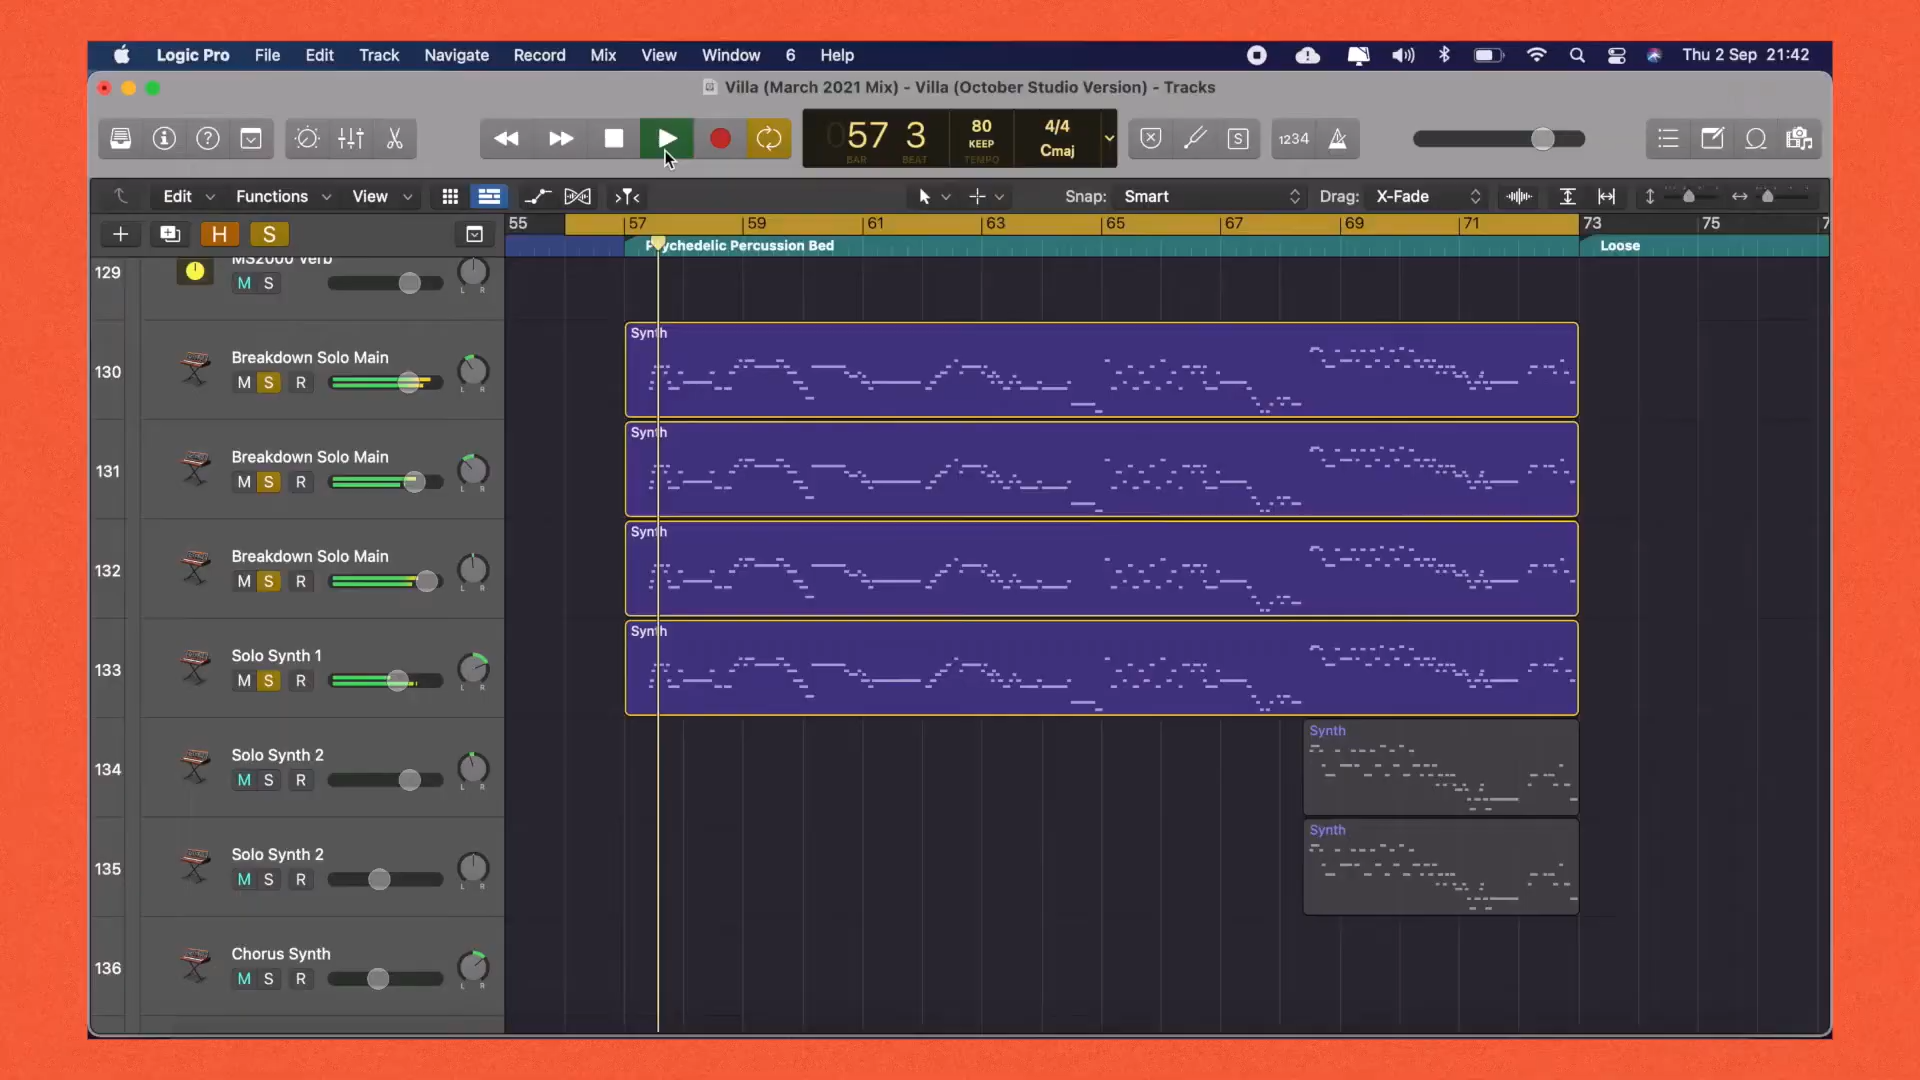 Logic Pro File Edit Track Navigate Record Mix View Window 6 Help Thu 2 Sep 21:42
Villa (March 2021 Mix) - Villa (October Studio Version) - Tracks
57 3 80 4/4
KEEP Cmaj
BAR BEAT TEMPO
S 1234
Edit Functions View Snap: Smart Drag: X-Fade
H S
55 57 59 61 63 65 67 69 71 73 75
Psychedelic Percussion Bed Loose
129 MS2000 Verb
M S L R
Synth
130 Breakdown Solo Main
M S R L R
Synth
131 Breakdown Solo Main
M S R L R
Synth
132 Breakdown Solo Main
M S R L R
Synth
133 Solo Synth 1
M S R L R
Synth
134 Solo Synth 2
M S R L R
Synth
135 Solo Synth 2
M S R L R
136 Chorus Synth
M S R L R